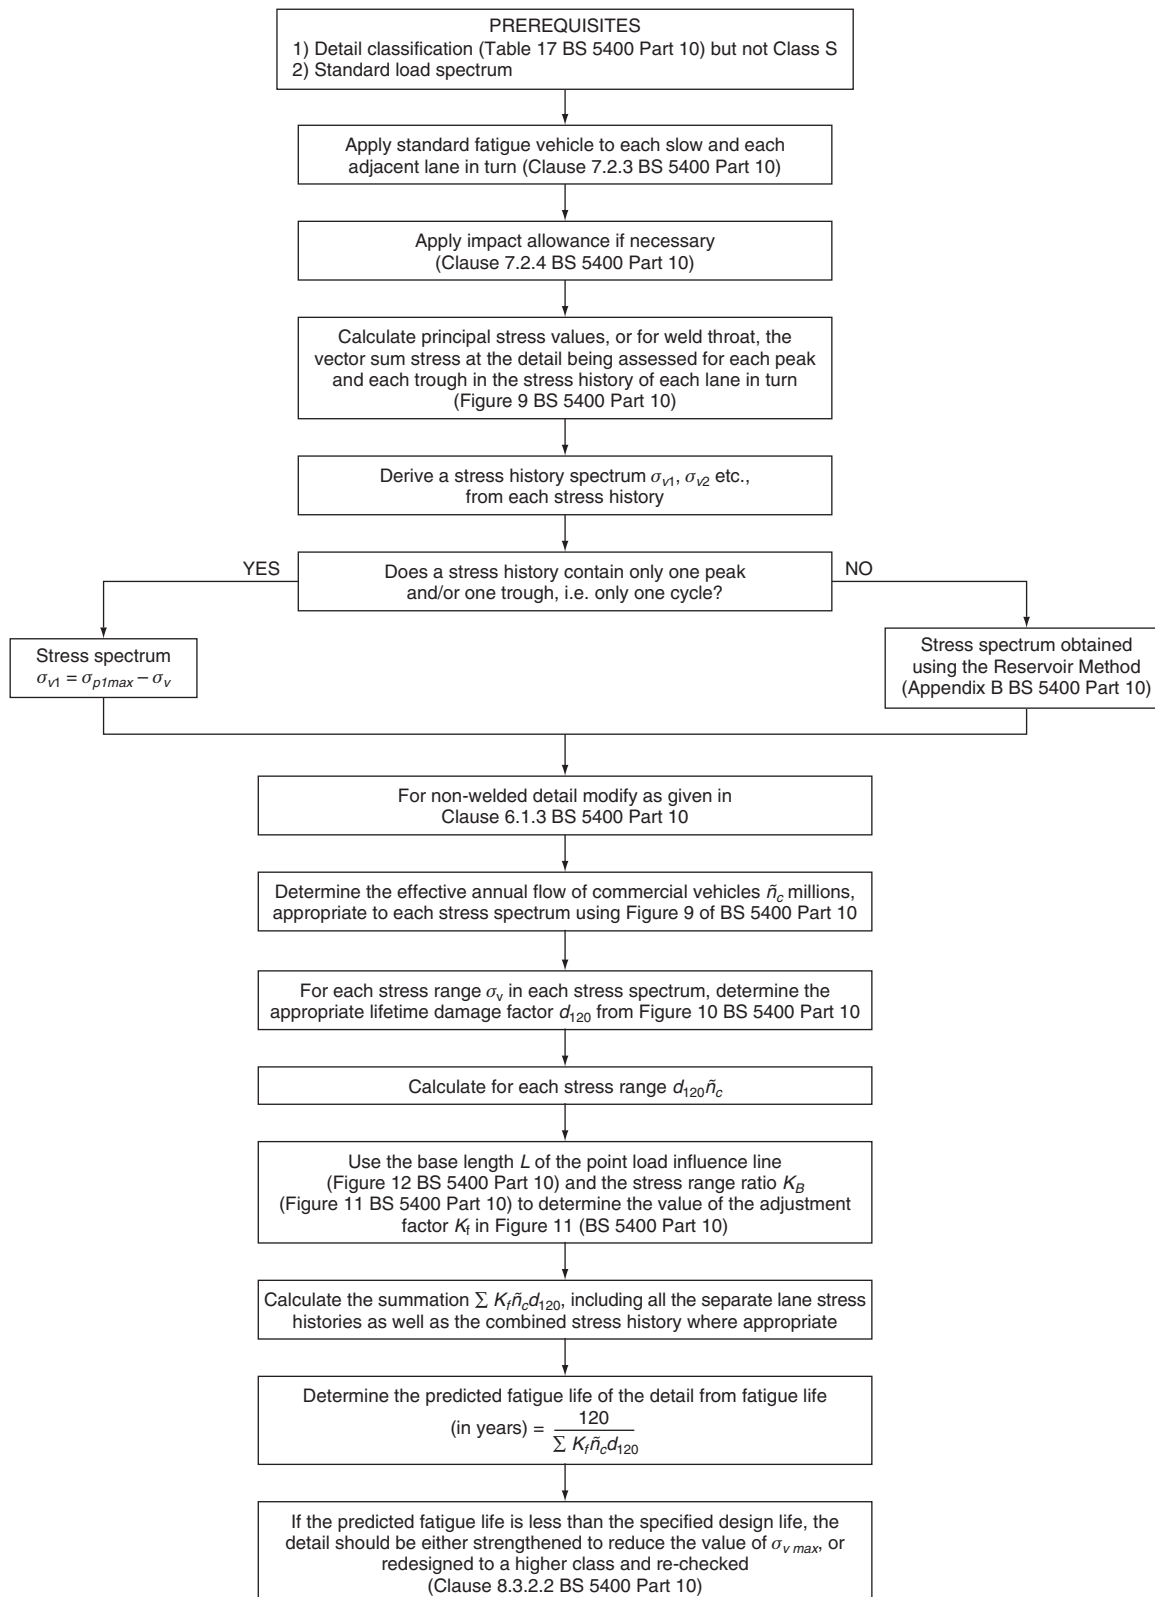 PREREQUISITES
1) Detail classification (Table 17 BS 5400 Part 10) but not Class S
2) Standard load spectrum
Apply standard fatigue vehicle to each slow and each
adjacent lane in turn (Clause 7.2.3 BS 5400 Part 10)
Apply impact allowance if necessary
(Clause 7.2.4 BS 5400 Part 10)
Calculate principal stress values, or for weld throat, the
vector sum stress at the detail being assessed for each peak
and each trough in the stress history of each lane in turn
(Figure 9 BS 5400 Part 10)
Derive a stress history spectrum σv1, σv2 etc.,
from each stress history
YES
Does a stress history contain only one peak
and/or one trough, i.e. only one cycle?
NO
Stress spectrum
σv1 = σp1max − σv
Stress spectrum obtained
using the Reservoir Method
(Appendix B BS 5400 Part 10)
For non-welded detail modify as given in
Clause 6.1.3 BS 5400 Part 10
Determine the effective annual flow of commercial vehicles ñc millions,
appropriate to each stress spectrum using Figure 9 of BS 5400 Part 10
For each stress range σv in each stress spectrum, determine the
appropriate lifetime damage factor d120 from Figure 10 BS 5400 Part 10
Calculate for each stress range d120ñc
Use the base length L of the point load influence line
(Figure 12 BS 5400 Part 10) and the stress range ratio KB
(Figure 11 BS 5400 Part 10) to determine the value of the adjustment
factor Kf in Figure 11 (BS 5400 Part 10)
Calculate the summation ∑ Kfñcd120, including all the separate lane stress
histories as well as the combined stress history where appropriate
Determine the predicted fatigue life of the detail from fatigue life
(in years) = 120 / ∑ Kfñcd120
If the predicted fatigue life is less than the specified design life, the
detail should be either strengthened to reduce the value of σv max, or
redesigned to a higher class and re-checked
(Clause 8.3.2.2 BS 5400 Part 10)